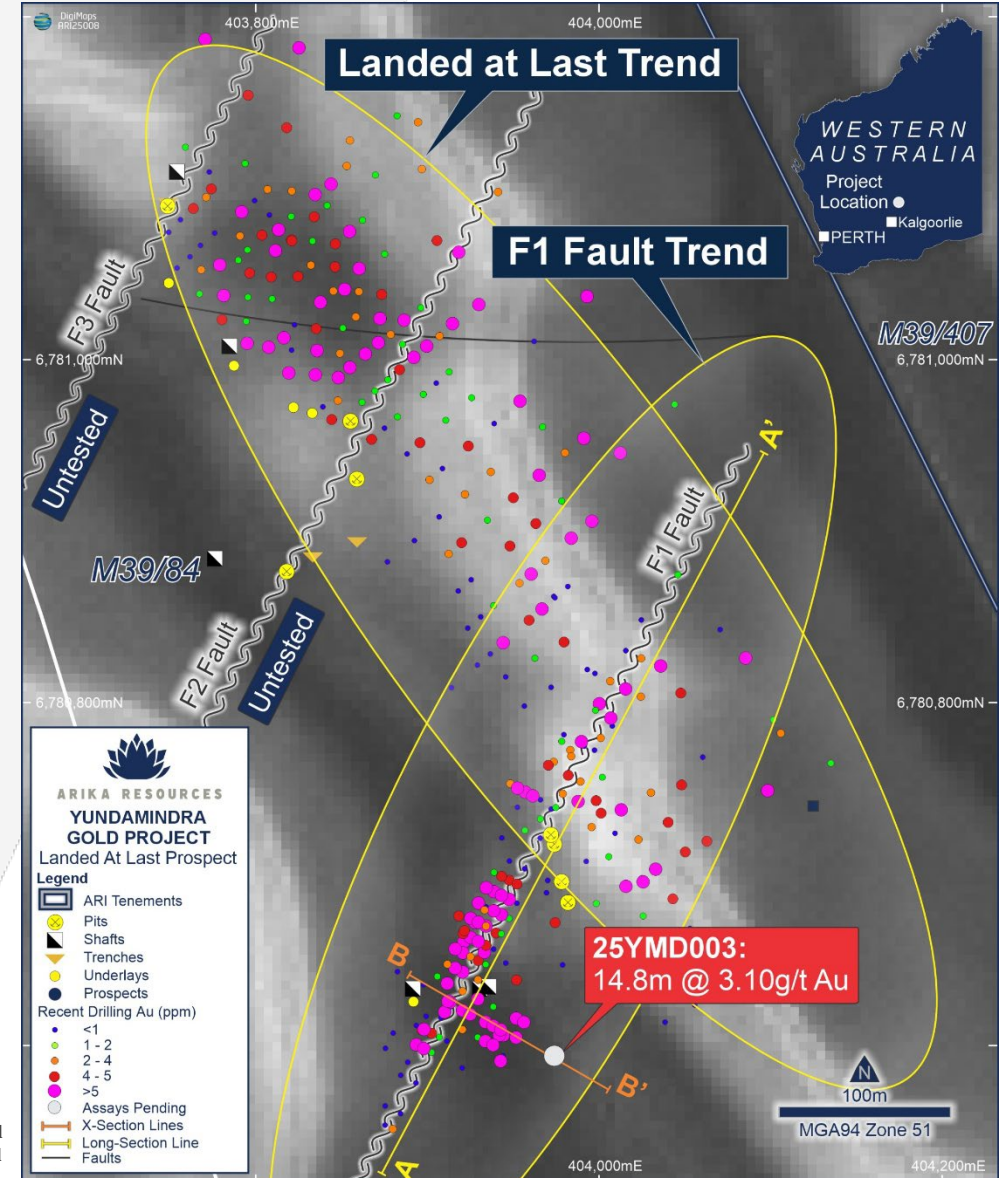 DigiMaps
ARI25008
403,800mE
404,000mE
Landed at Last Trend
WESTERN
AUSTRALIA
Project
Location
Kalgoorlie
PERTH
F1 Fault Trend
F3 Fault
M39/407
6,781,000mN
6,781,000mN
Untested
A'
F1 Fault
M39/84
F2 Fault
Untested
6,780,800mN
6,780,800mN
ARIKA RESOURCES
YUNDAMINDRA
GOLD PROJECT
Landed At Last Prospect
Legend
ARI Tenements
Pits
Shafts
Trenches
Underlays
Prospects
Recent Drilling Au (ppm)
<1
1 - 2
2 - 4
4 - 5
>5
Assays Pending
X-Section Lines
Long-Section Line
Faults
B
25YMD003:
14.8m @ 3.10g/t Au
B'
A
N
100m
MGA94 Zone 51
404,000mE
404,200mE